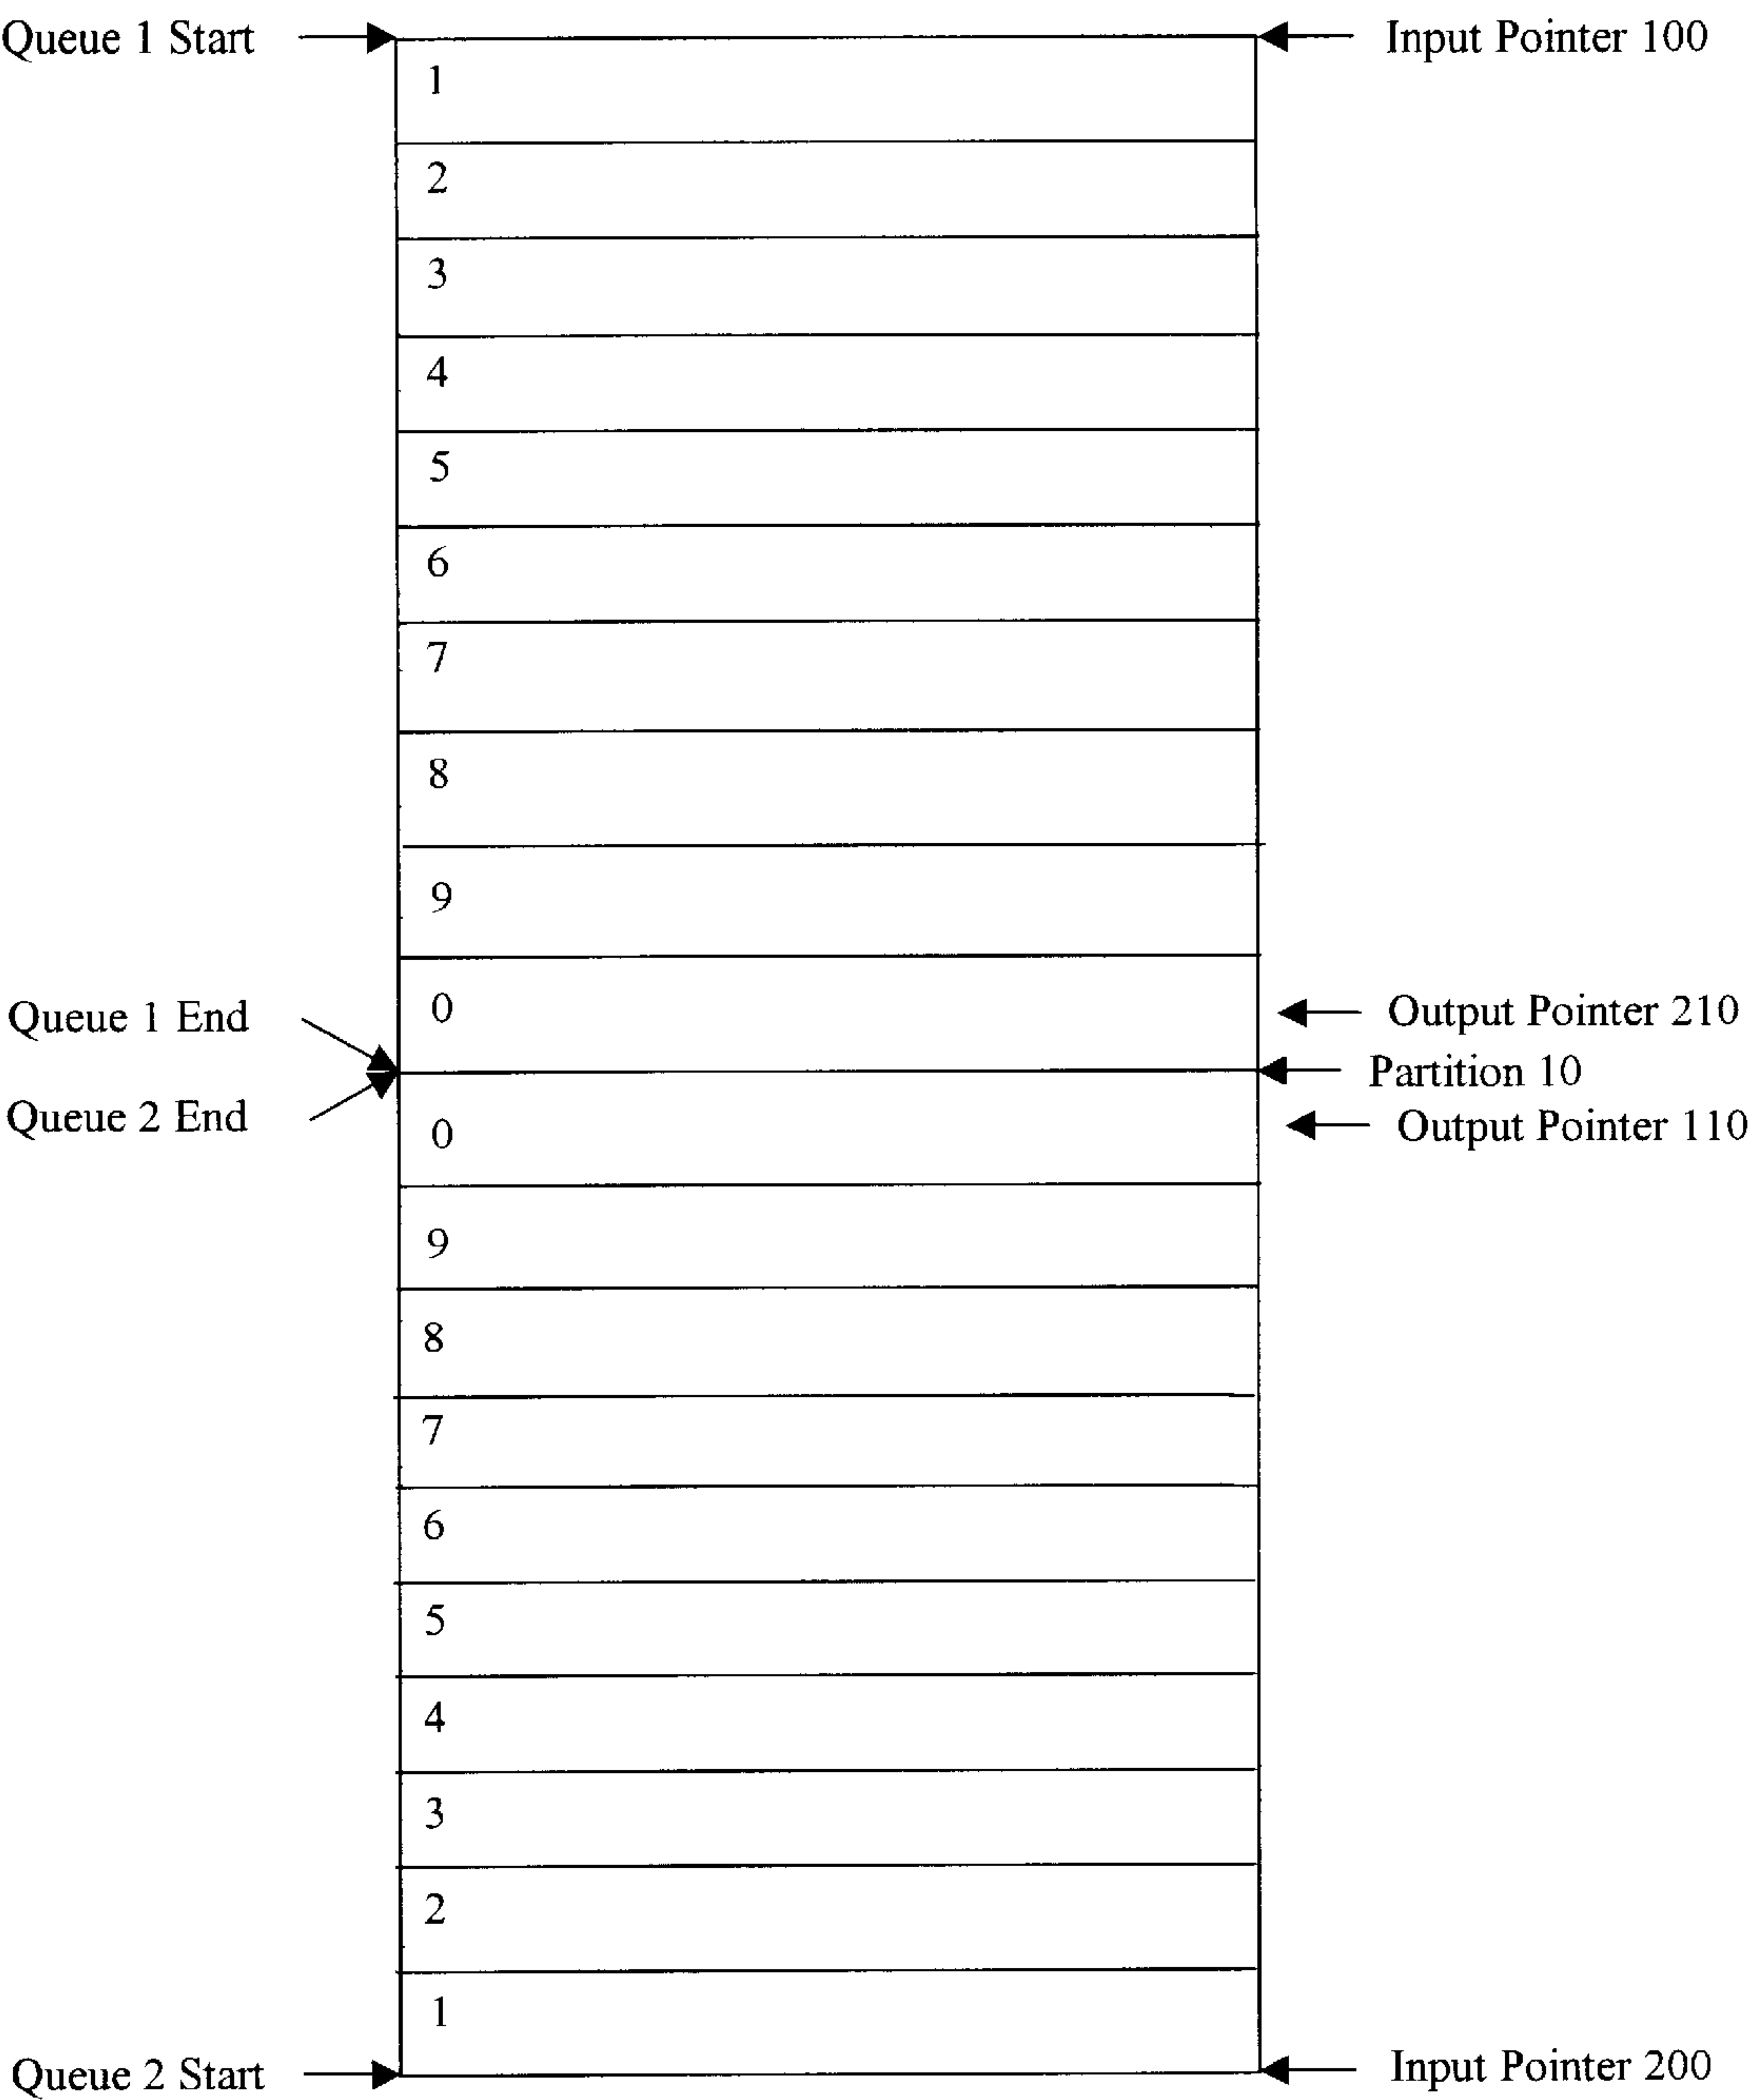 Queue 1 Start
Input Pointer 100
1
2
3
4
5
6
7
8
9
0
Output Pointer 210
Queue 1 End
Partition 10
Queue 2 End
Output Pointer 110
0
9
8
7
6
5
4
3
2
1
Queue 2 Start
Input Pointer 200